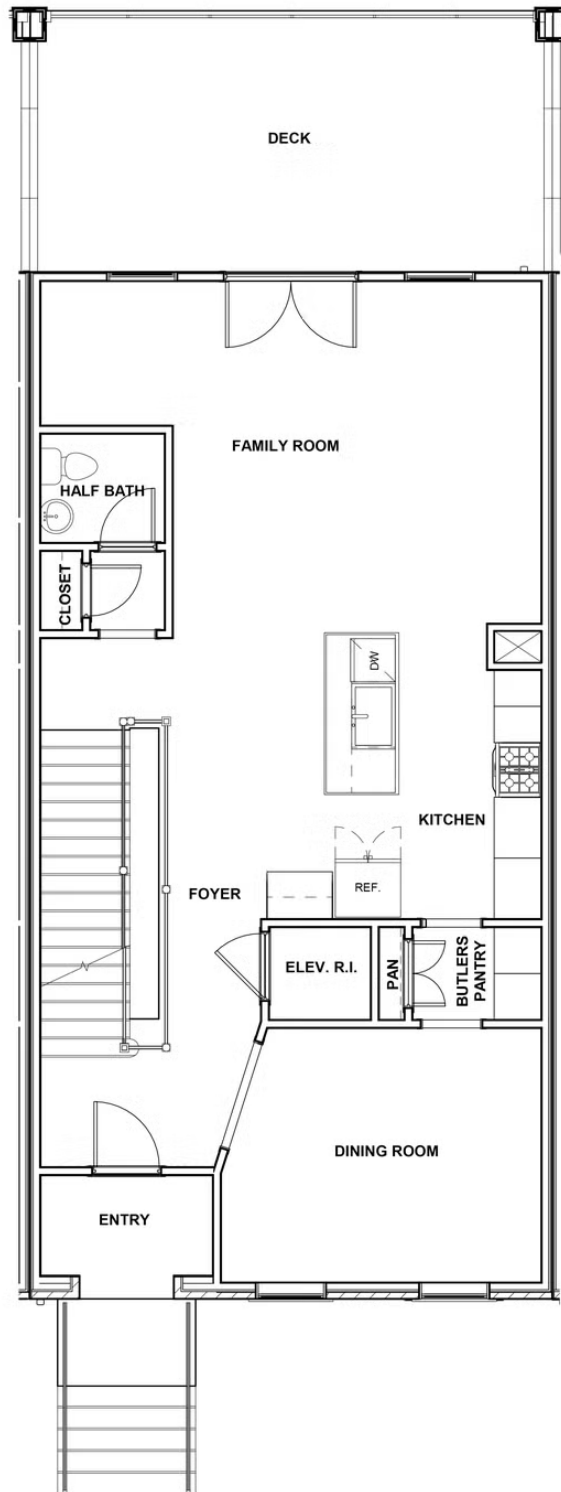 DECK
FAMILY ROOM
HALF BATH
CLOSET
DW
KITCHEN
REF.
FOYER
ELEV. R.I.
PAN
BUTLERS
PANTRY
DINING ROOM
ENTRY